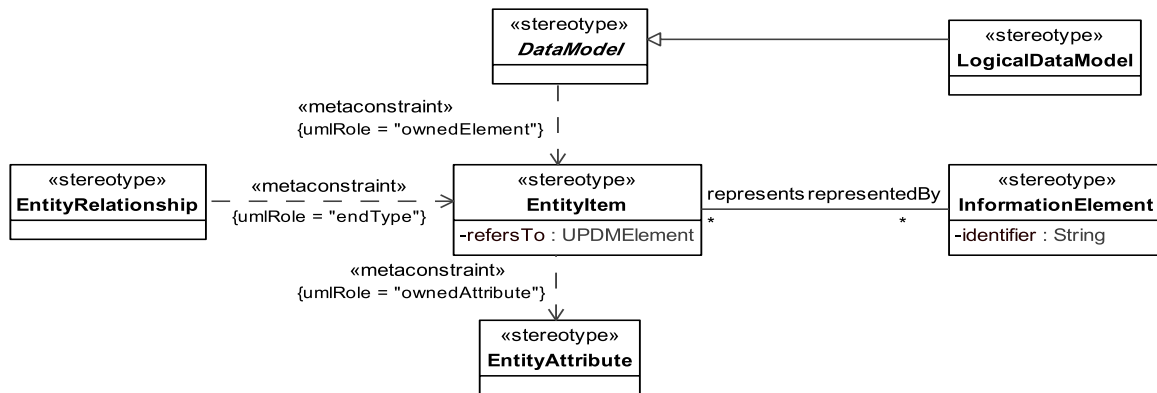 «stereotype»
DataModel
«stereotype»
LogicalDataModel
«metaconstraint»
{umlRole = "ownedElement"}
«stereotype»
EntityRelationship
«metaconstraint»
{umlRole = "endType"}
«stereotype»
EntityItem
-refersTo : UPDMElement
represents representedBy
* *
«stereotype»
InformationElement
-identifier : String
«metaconstraint»
{umlRole = "ownedAttribute"}
«stereotype»
EntityAttribute